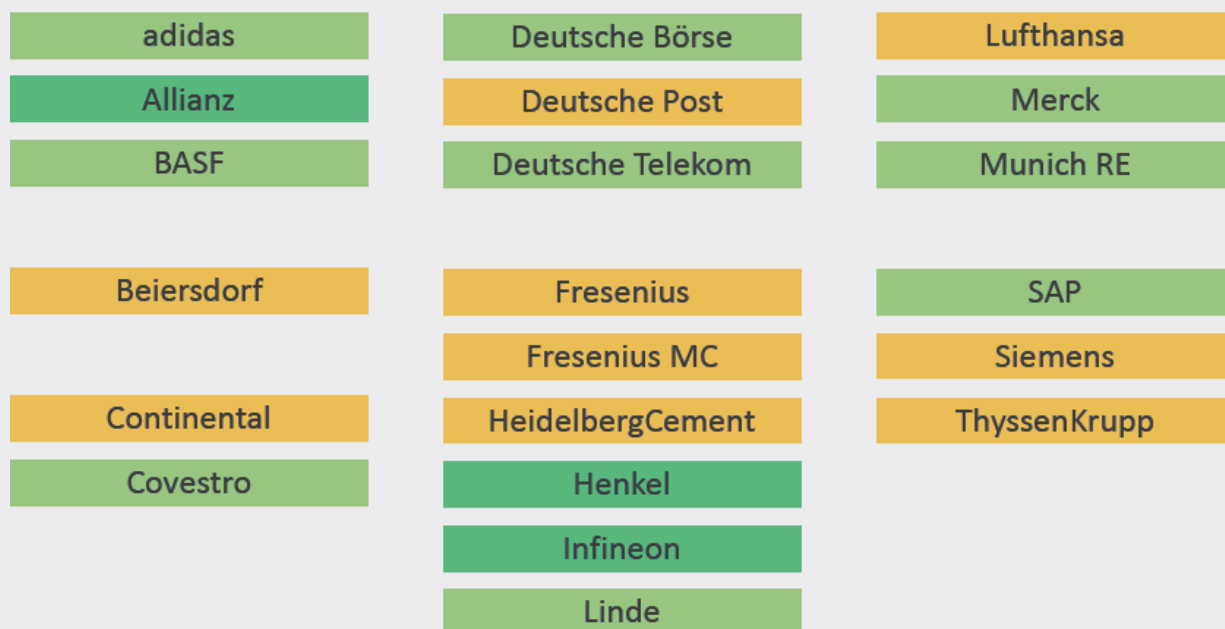 adidas
Allianz
BASF
Beiersdorf
Continental
Covestro
Deutsche Börse
Deutsche Post
Deutsche Telekom
Fresenius
Fresenius MC
HeidelbergCement
Henkel
Infineon
Linde
Lufthansa
Merck
Munich RE
SAP
Siemens
ThyssenKrupp